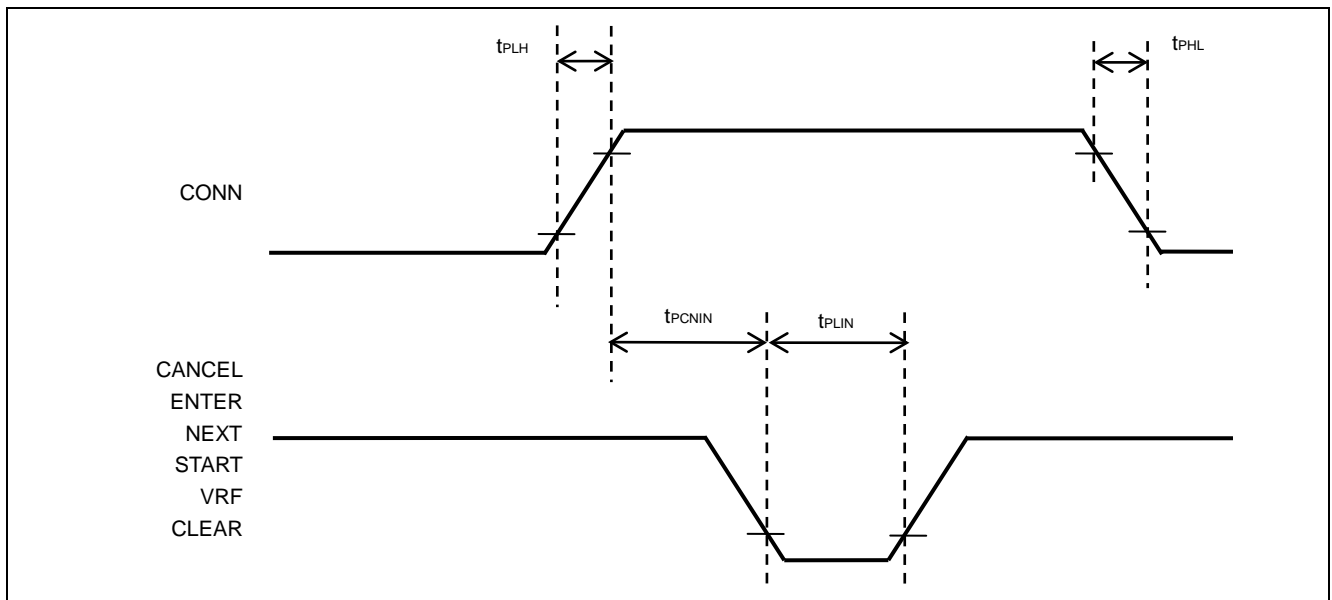 tPLH
tPHL
CONN
tPCNIN
tPLIN
CANCEL
ENTER
NEXT
START
VRF
CLEAR